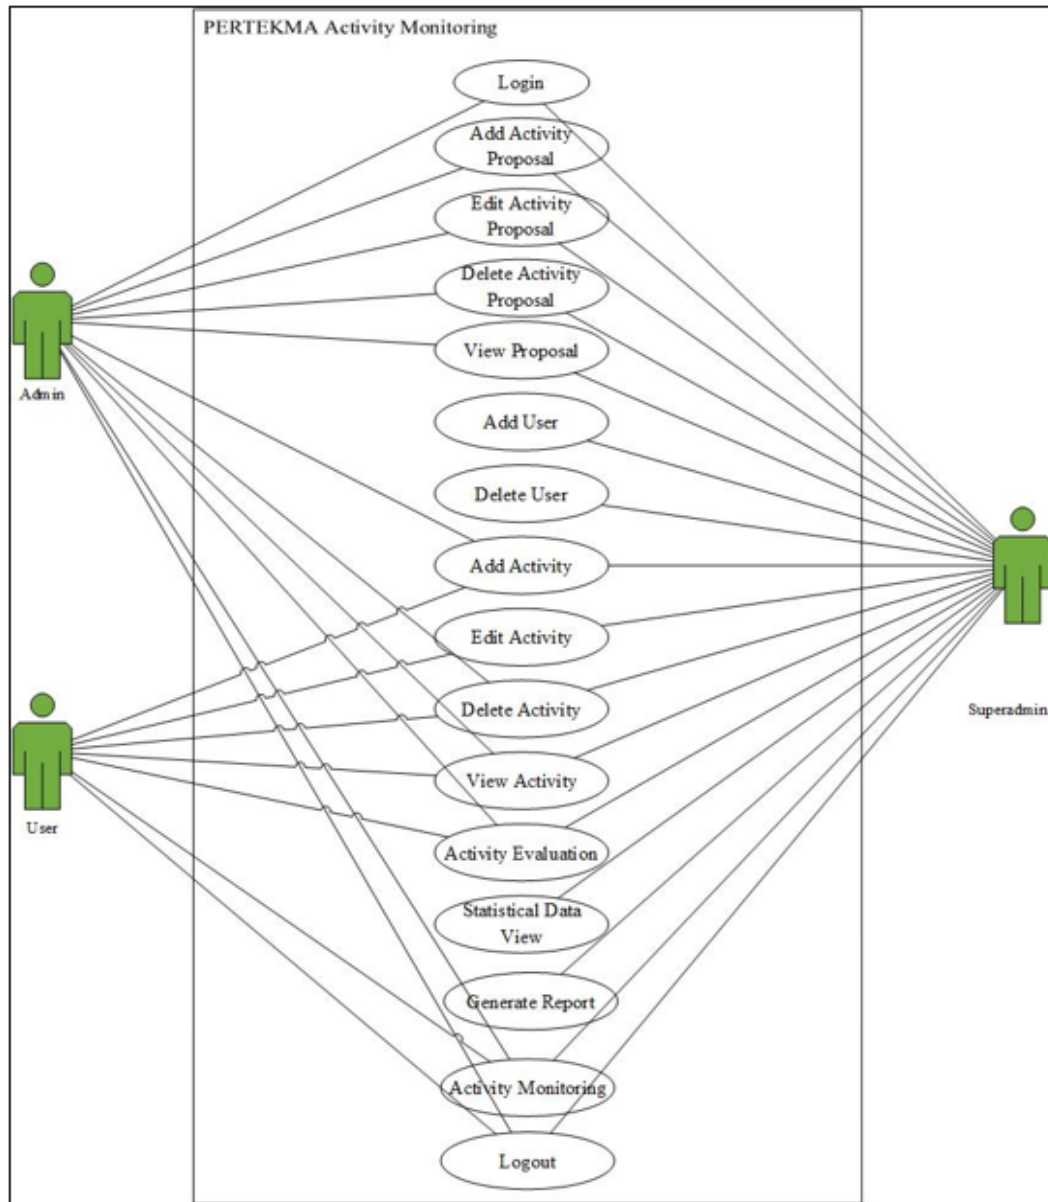 PERTEKMA Activity Monitoring
Login
Add Activity
Proposal
Edit Activity
Proposal
Delete Activity
Proposal
View Proposal
Admin
Add User
Delete User
Add Activity
Edit Activity
Delete Activity
Superadmin
View Activity
User
Activity Evaluation
Statistical Data
View
Generate Report
Activity Monitoring
Logout